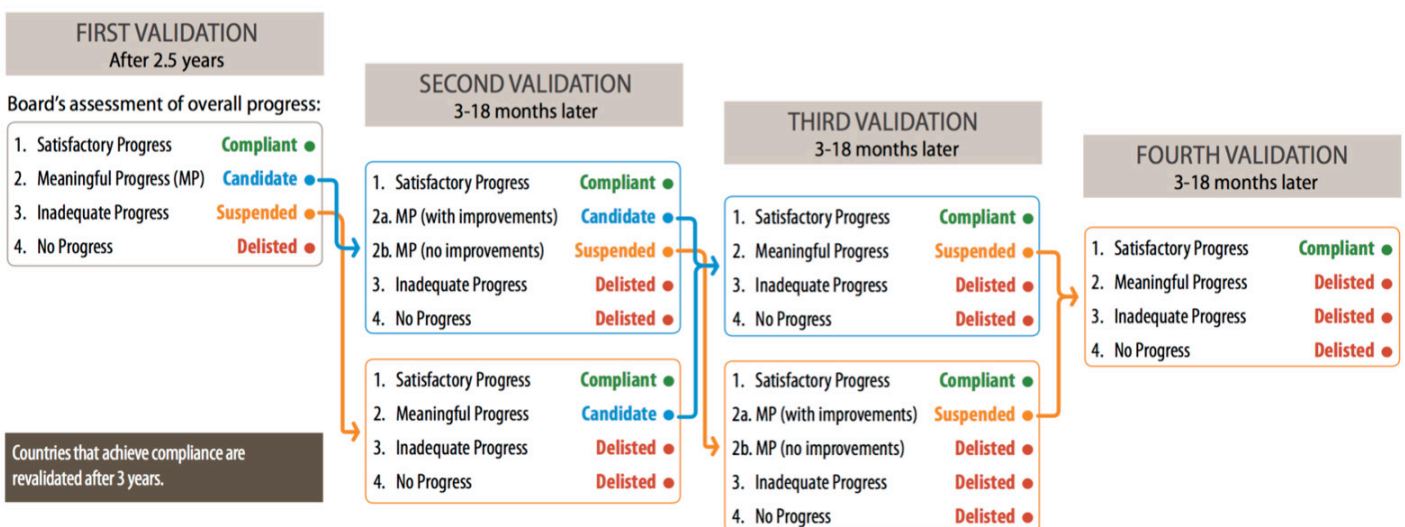 FIRST VALIDATION
After 2.5 years
Board's assessment of overall progress:
1. Satisfactory Progress Compliant
2. Meaningful Progress (MP) Candidate
3. Inadequate Progress Suspended
4. No Progress Delisted
Countries that achieve compliance are
revalidated after 3 years.
SECOND VALIDATION
3-18 months later
1. Satisfactory Progress Compliant
2a. MP (with improvements) Candidate
2b. MP (no improvements) Suspended
3. Inadequate Progress Delisted
4. No Progress Delisted
1. Satisfactory Progress Compliant
2. Meaningful Progress Candidate
3. Inadequate Progress Delisted
4. No Progress Delisted
THIRD VALIDATION
3-18 months later
1. Satisfactory Progress Compliant
2. Meaningful Progress Suspended
3. Inadequate Progress Delisted
4. No Progress Delisted
1. Satisfactory Progress Compliant
2a. MP (with improvements) Suspended
2b. MP (no improvements) Delisted
3. Inadequate Progress Delisted
4. No Progress Delisted
FOURTH VALIDATION
3-18 months later
1. Satisfactory Progress Compliant
2. Meaningful Progress Delisted
3. Inadequate Progress Delisted
4. No Progress Delisted